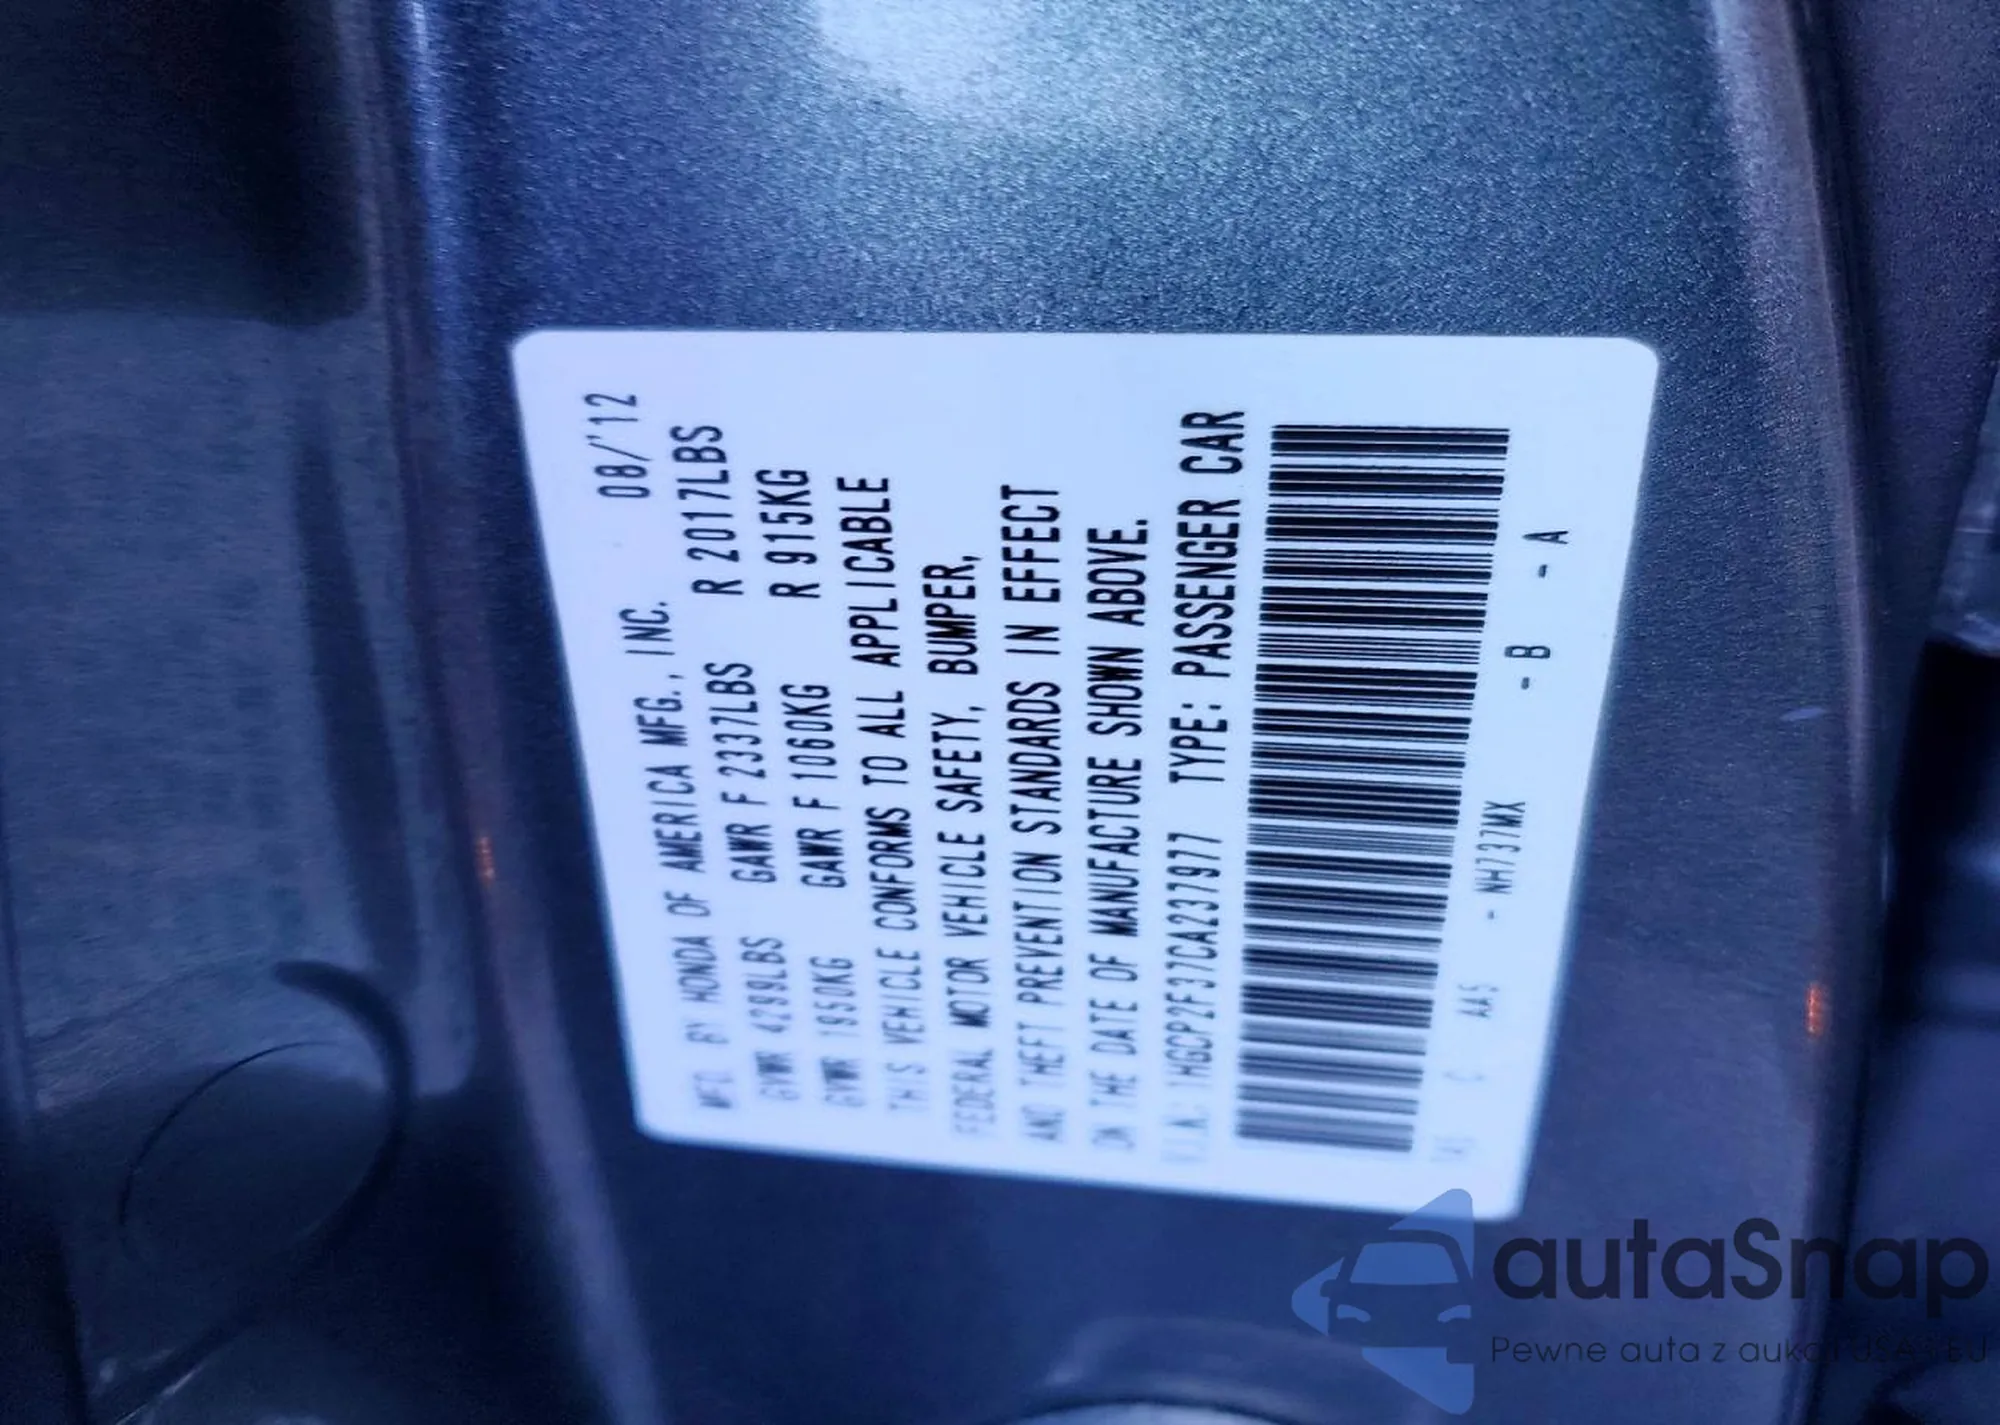 MFD. BY HONDA OF AMERICA MFG., INC. 08/'12
GVWR 4299LBS GAWR F 2337LBS R 2017LBS
GVWR 1950KG GAWR F 1060KG R 915KG
THIS VEHICLE CONFORMS TO ALL APPLICABLE
FEDERAL MOTOR VEHICLE SAFETY, BUMPER,
AND THEFT PREVENTION STANDARDS IN EFFECT
ON THE DATE OF MANUFACTURE SHOWN ABOVE.
V.I.N.: 1HGCP2F37CA237977 TYPE: PASSENGER CAR
C AAS - NH737MX - B - A
autaSnap
Pewne auta z